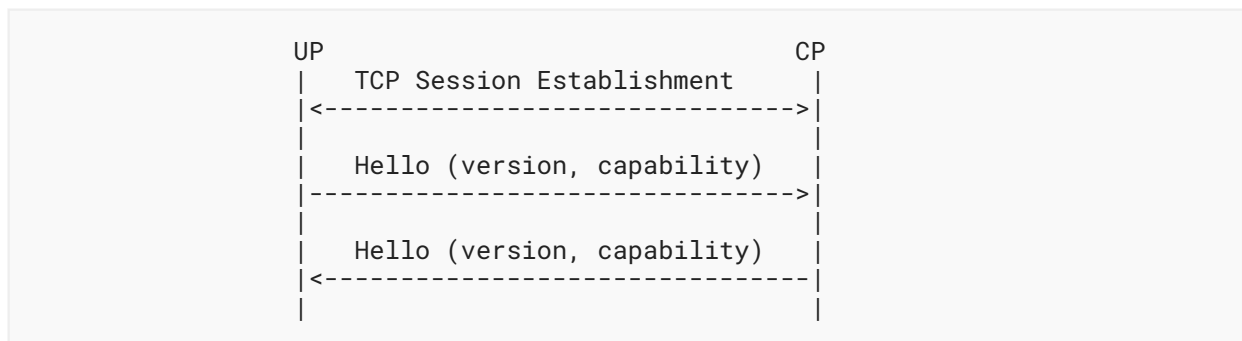 UP                                CP
|   TCP Session Establishment     |
|<------------------------------->|
|                                 |
|   Hello (version, capability)   |
|-------------------------------->|
|                                 |
|   Hello (version, capability)   |
|<--------------------------------|
|                                 |